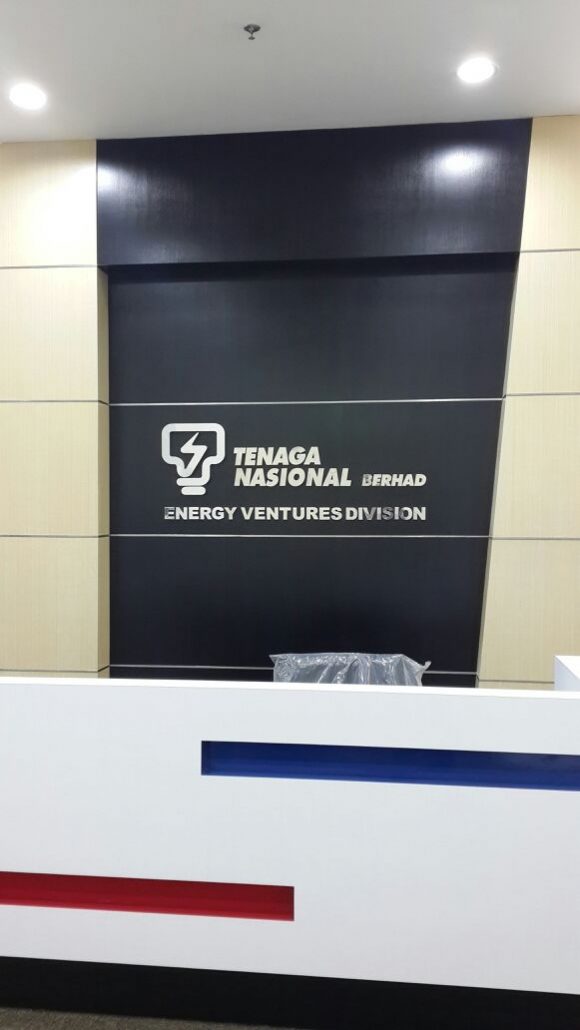 TENAGA
NASIONAL BERHAD
ENERGY VENTURES DIVISION